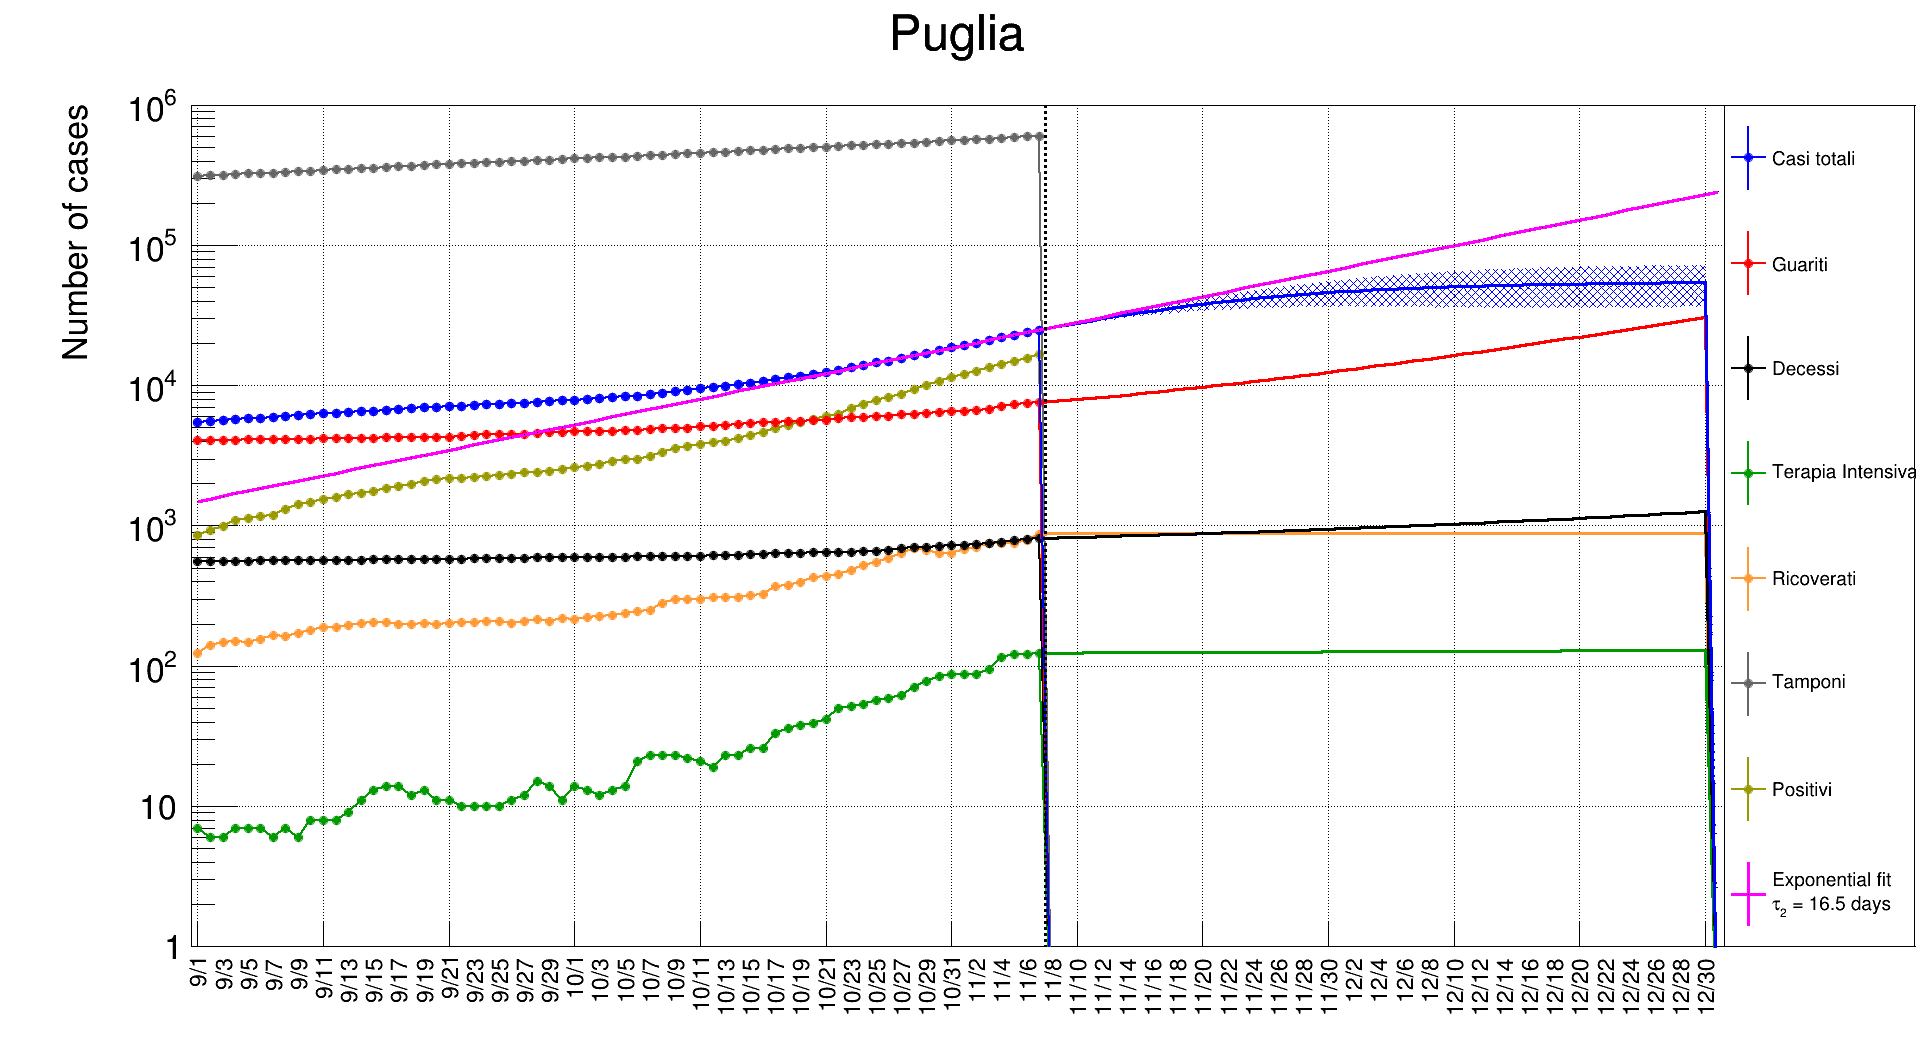 Puglia
Number of cases
10^6
10^5
10^4
10^3
10^2
10
1
9/1 9/3 9/5 9/7 9/9 9/11 9/13 9/15 9/17 9/19 9/21 9/23 9/25 9/27 9/29 10/1 10/3 10/5 10/7 10/9 10/11 10/13 10/15 10/17 10/19 10/21 10/23 10/25 10/27 10/29 10/31 11/2 11/4 11/6 11/8 11/10 11/12 11/14 11/16 11/18 11/20 11/22 11/24 11/26 11/28 11/30 12/2 12/4 12/6 12/8 12/10 12/12 12/14 12/16 12/18 12/20 12/22 12/24 12/26 12/28 12/30
Casi totali
Guariti
Decessi
Terapia Intensiva
Ricoverati
Tamponi
Positivi
Exponential fit
τ₂ = 16.5 days